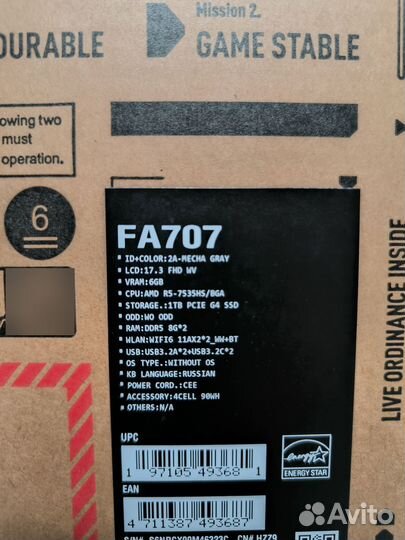 Mission 2.
OURABLE
GAME STABLE
owing two
must
operation.
6
LIVE ORDINANCE INSIDE
FA707
* ID+COLOR:2A-MECHA GRAY
* LCD:17.3 FHD WV
* VRAM:6GB
* CPU:AMD R5-7535HS/BGA
* STORAGE.:1TB PCIE G4 SSD
* ODD:WO ODD
* RAM:DDR5 8G*2
* WLAN:WIFI6 11AX2*2_WW+BT
* USB:USB3.2A*2+USB3.2C*2
* OS TYPE.:WITHOUT OS
* KB LANGUAGE:RUSSIAN
* POWER CORD.:CEE
* ACCESSORY:4CELL 90WH
* OTHERS:N/A
UPC
1 97105 49368 1
energy
ENERGY STAR
EAN
4 711387 493687
Avito